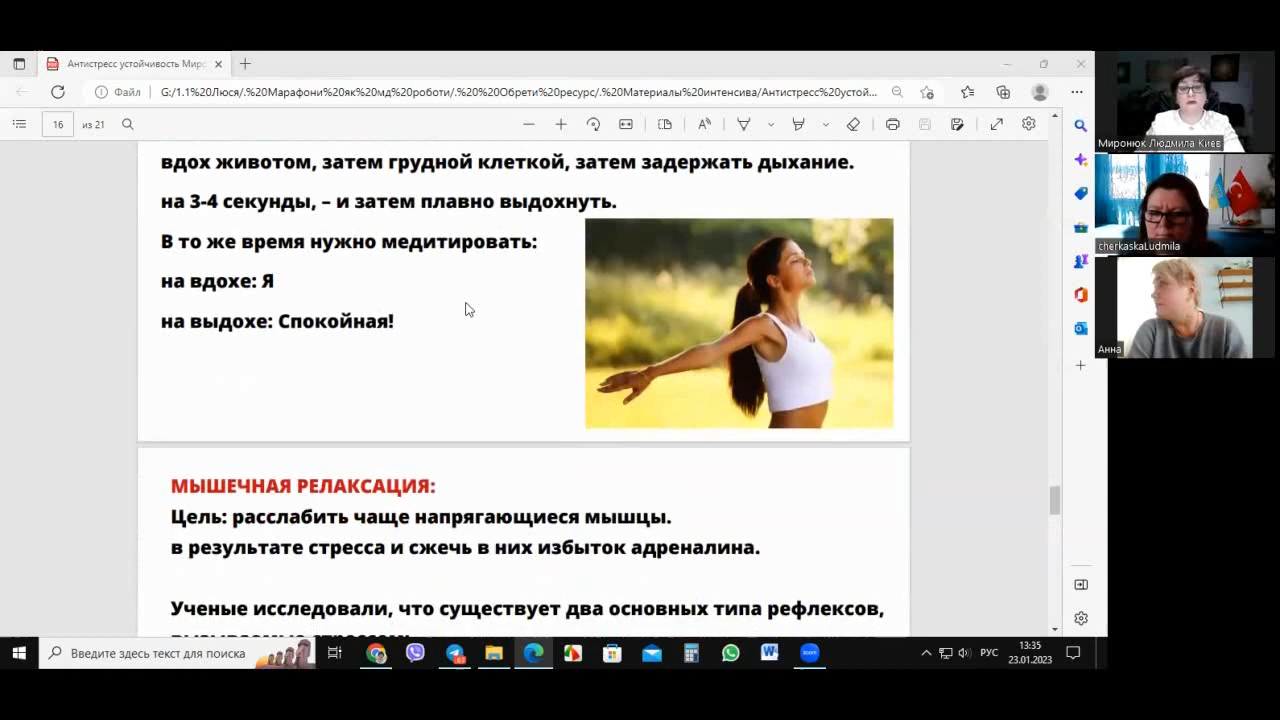 Антистресс устойчивость Миро
Файл
G:/1.1%20Люся/.%20Марафони%20як%20мд%20роботи/.%20%20Обрети%20ресурс/.%20Материалы%20интенсива/Антистресс%20устой...
16 из 21
вдох животом, затем грудной клеткой, затем задержать дыхание.
на 3-4 секунды, – и затем плавно выдохнуть.
В то же время нужно медитировать:
на вдохе: Я
на выдохе: Спокойная!
МЫШЕЧНАЯ РЕЛАКСАЦИЯ:
Цель: расслабить чаще напрягающиеся мышцы.
в результате стресса и сжечь в них избыток адреналина.
Ученые исследовали, что существует два основных типа рефлексов,
Миронюк Людмила Киев
cherkaskaLudmila
Анна
Введите здесь текст для поиска
zoom
РУС
13:35
23.01.2023